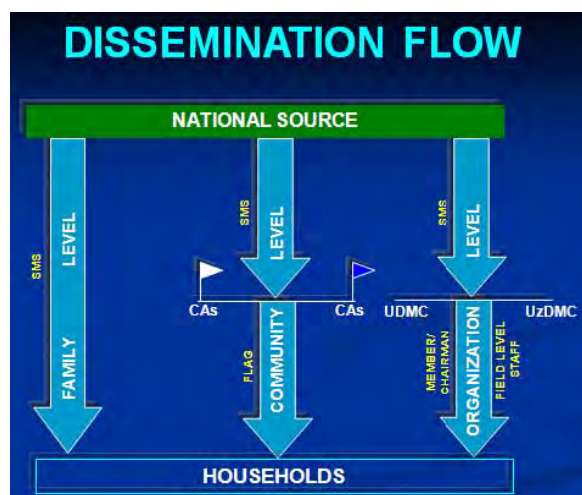 DISSEMINATION FLOW
NATIONAL SOURCE
SMS
FAMILY LEVEL
SMS
LEVEL
CAs
CAs
FLAG
COMMUNITY
SMS
LEVEL
UDMC
UzDMC
MEMBER/
CHAIRMAN
ORGANIZATION
FIELD LEVEL
STAFF
HOUSEHOLDS